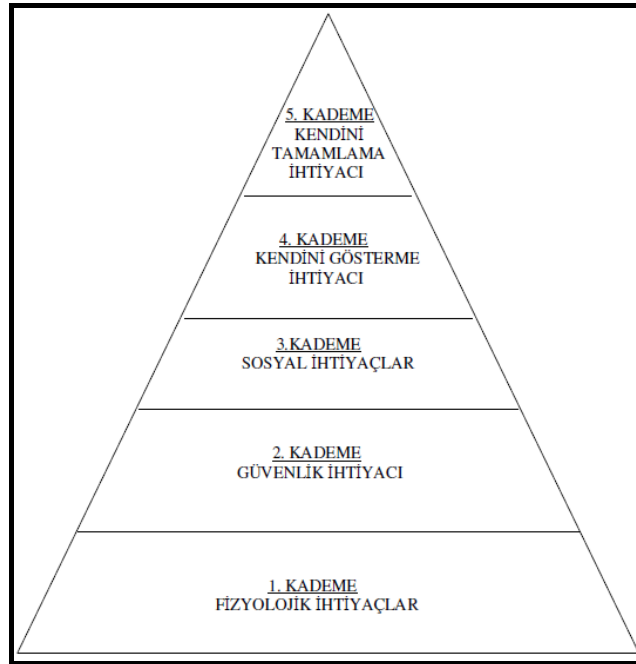 5. KADEME
KENDİNİ
TAMAMLAMA
İHTİYACI
4. KADEME
KENDİNİ GÖSTERME
İHTİYACI
3.KADEME
SOSYAL İHTİYAÇLAR
2. KADEME
GÜVENLİK İHTİYACI
1. KADEME
FİZYOLOJİK İHTİYAÇLAR